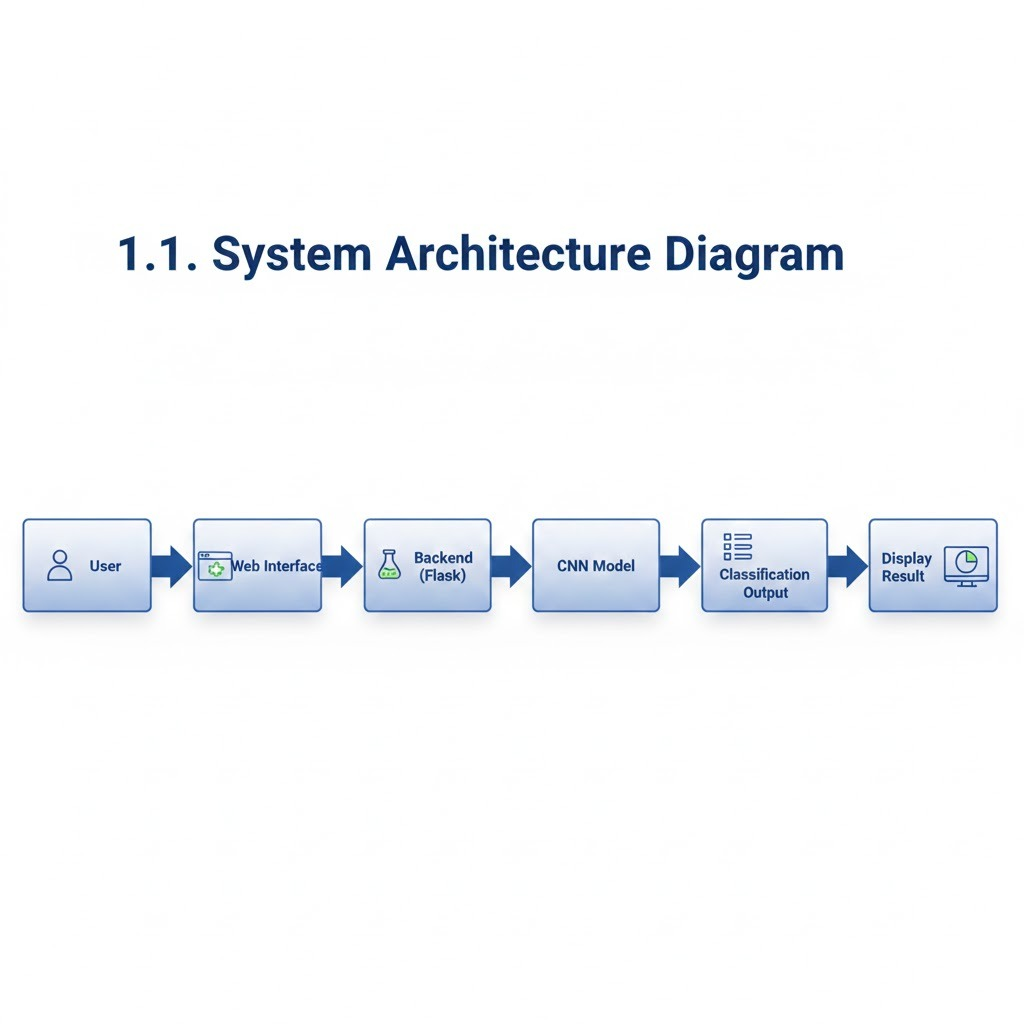 1.1. System Architecture Diagram
User
Web Interface
Backend
(Flask)
CNN Model
Classification
Output
Display
Result